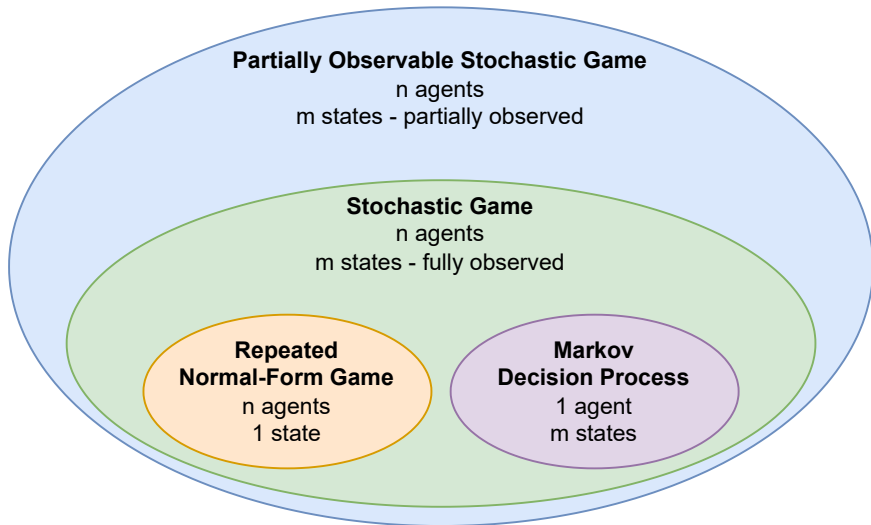 Partially Observable Stochastic Game
n agents
m states - partially observed
Stochastic Game
n agents
m states - fully observed
Repeated
Normal-Form Game
n agents
1 state
Markov
Decision Process
1 agent
m states